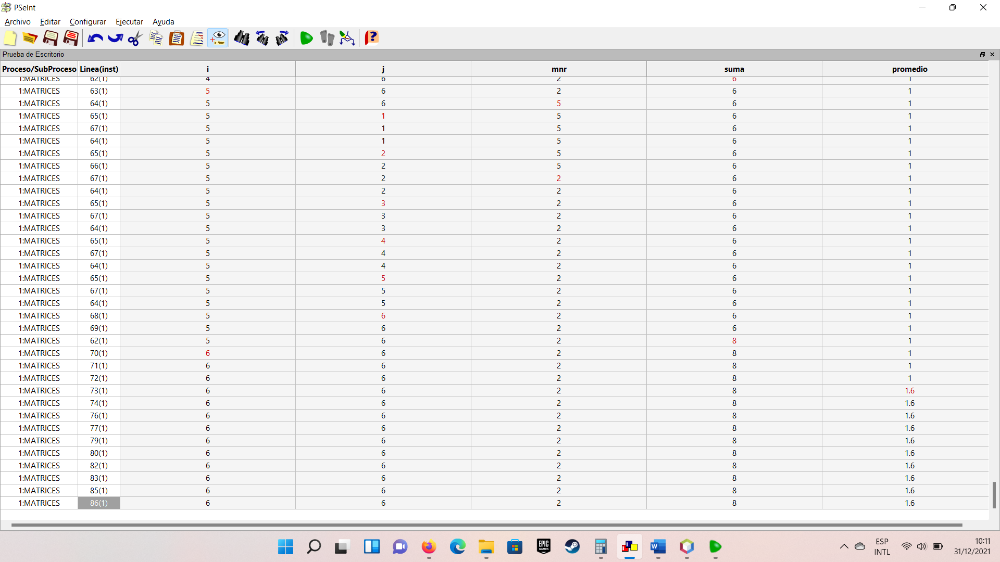 PSeInt
Archivo Editar Configurar Ejecutar Ayuda
Prueba de Escritorio
Proceso/SubProceso Linea(inst) i j mnr suma promedio
1:MATRICES 62(1) 4 6 2 6 1
1:MATRICES 63(1) 5 6 2 6 1
1:MATRICES 64(1) 5 6 5 6 1
1:MATRICES 65(1) 5 1 5 6 1
1:MATRICES 67(1) 5 1 5 6 1
1:MATRICES 64(1) 5 1 5 6 1
1:MATRICES 65(1) 5 2 5 6 1
1:MATRICES 66(1) 5 2 5 6 1
1:MATRICES 67(1) 5 2 2 6 1
1:MATRICES 64(1) 5 2 2 6 1
1:MATRICES 65(1) 5 3 2 6 1
1:MATRICES 67(1) 5 3 2 6 1
1:MATRICES 64(1) 5 3 2 6 1
1:MATRICES 65(1) 5 4 2 6 1
1:MATRICES 67(1) 5 4 2 6 1
1:MATRICES 64(1) 5 4 2 6 1
1:MATRICES 65(1) 5 5 2 6 1
1:MATRICES 67(1) 5 5 2 6 1
1:MATRICES 64(1) 5 5 2 6 1
1:MATRICES 68(1) 5 6 2 6 1
1:MATRICES 69(1) 5 6 2 6 1
1:MATRICES 62(1) 5 6 2 8 1
1:MATRICES 70(1) 6 6 2 8 1
1:MATRICES 71(1) 6 6 2 8 1
1:MATRICES 72(1) 6 6 2 8 1
1:MATRICES 73(1) 6 6 2 8 1.6
1:MATRICES 74(1) 6 6 2 8 1.6
1:MATRICES 76(1) 6 6 2 8 1.6
1:MATRICES 77(1) 6 6 2 8 1.6
1:MATRICES 79(1) 6 6 2 8 1.6
1:MATRICES 80(1) 6 6 2 8 1.6
1:MATRICES 82(1) 6 6 2 8 1.6
1:MATRICES 83(1) 6 6 2 8 1.6
1:MATRICES 85(1) 6 6 2 8 1.6
1:MATRICES 86(1) 6 6 2 8 1.6
EPIC
GAMES
W
ESP
INTL
10:11
31/12/2021